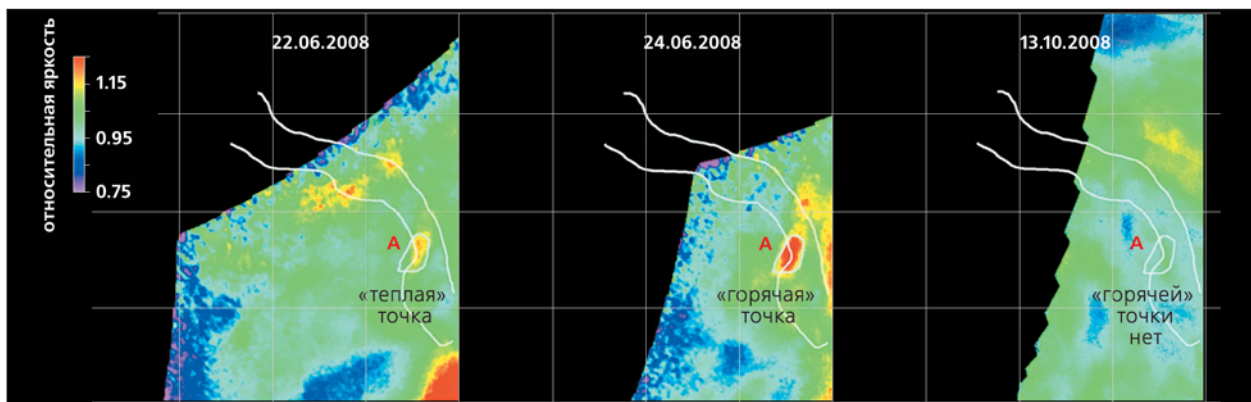 относительная яркость
1.15
0.95
0.75
22.06.2008
А
«теплая»
точка
24.06.2008
А
«горячая»
точка
13.10.2008
А
«горячей»
точки
нет